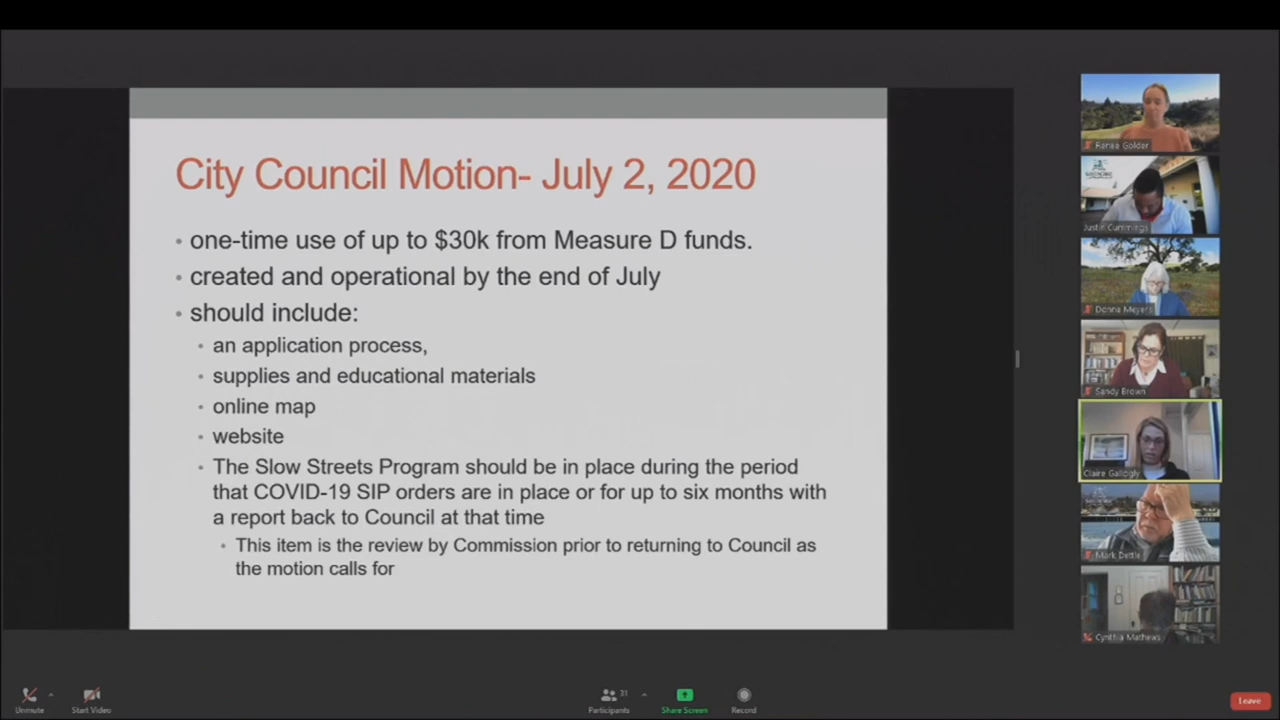 City Council Motion- July 2, 2020
• one-time use of up to $30k from Measure D funds.
• created and operational by the end of July
• should include:
• an application process,
• supplies and educational materials
• online map
• website
• The Slow Streets Program should be in place during the period
that COVID-19 SIP orders are in place or for up to six months with
a report back to Council at that time
• This item is the review by Commission prior to returning to Council as
the motion calls for
Renee Golder
Justin Cummings
Donna Meyers
Sandy Brown
Claire Gallogly
Mark Dettle
Cynthia Mathews
Unmute
Start Video
Participants
31
Share Screen
Record
Leave